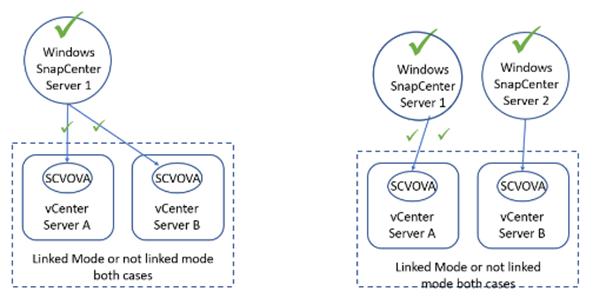 Windows
SnapCenter
Server 1
SCVOVA
vCenter
Server A
SCVOVA
vCenter
Server B
Linked Mode or not linked mode
both cases
Windows
SnapCenter
Server 1
Windows
SnapCenter
Server 2
SCVOVA
vCenter
Server A
SCVOVA
vCenter
Server B
Linked Mode or not linked
mode both cases